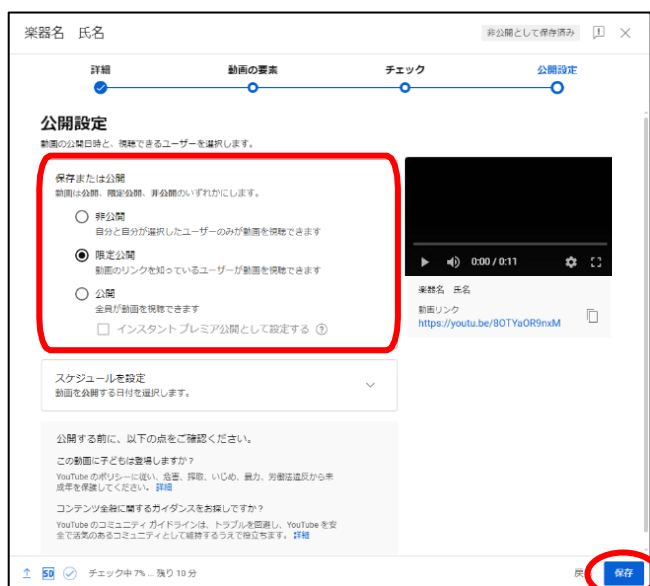 楽器名 氏名
非公開として保存済み
詳細
動画の要素
チェック
公開設定
公開設定
動画の公開日時と、視聴できるユーザーを選択します。
保存または公開
動画は公開、限定公開、非公開のいずれかにします。
非公開
自分と自分が選択したユーザーのみが動画を視聴できます
限定公開
動画のリンクを知っているユーザーが動画を視聴できます
公開
全員が動画を視聴できます
インスタント プレミア公開として設定する ?
0:00 / 0:11
楽器名 氏名
動画リンク
https://youtu.be/8OTYaOR9nxM
スケジュールを設定
動画を公開する日付を選択します。
公開する前に、以下の点をご確認ください。
この動画に子どもは登場しますか?
YouTube のポリシーに従い、危害、搾取、いじめ、暴力、労働法違反から未
成年を保護してください。 詳細
コンテンツ全般に関するガイダンスをお探しですか?
YouTube のコミュニティ ガイドラインは、トラブルを回避し、YouTube を安
全で活気のあるコミュニティとして維持するうえで役立ちます。 詳細
SD チェック中 7% ... 残り 10 分
戻
保存